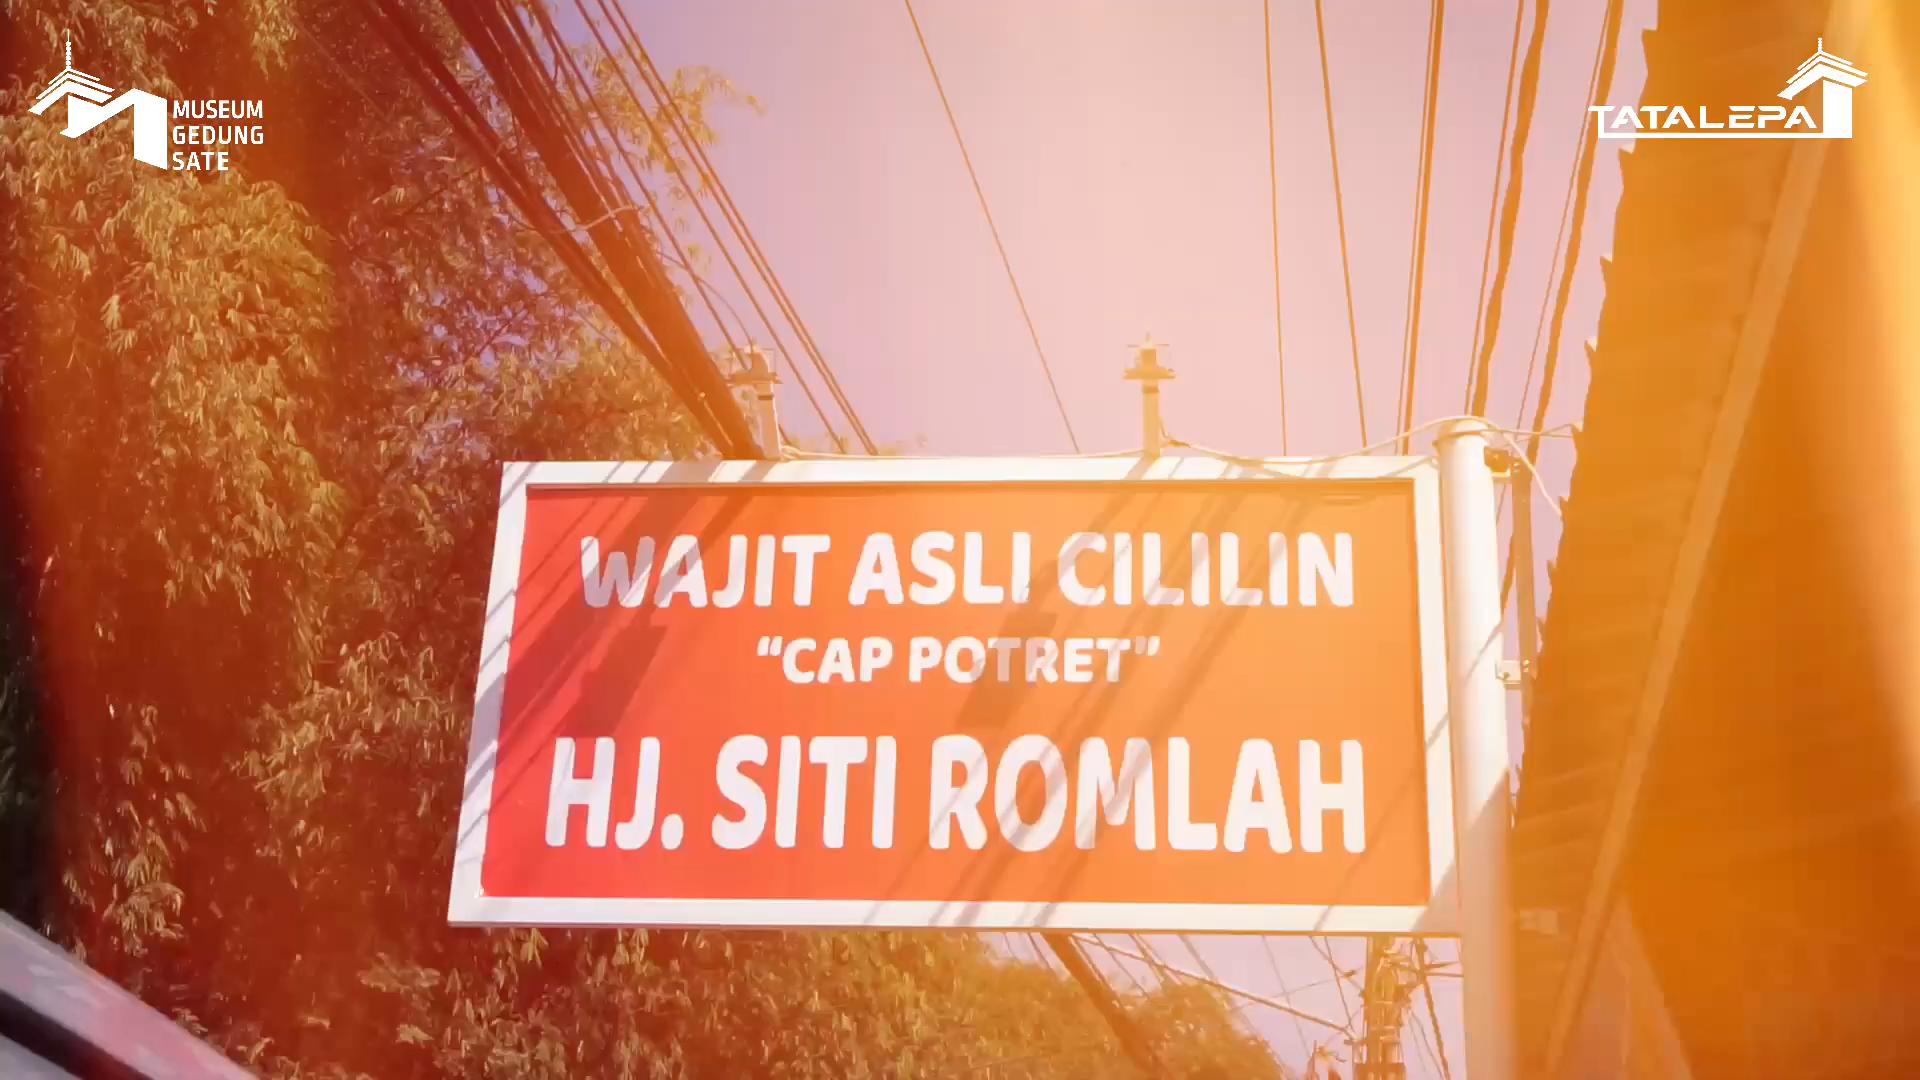 MUSEUM
GEDUNG
SATE
TATALEPA
WAJIT ASLI CILILIN
“CAP POTRET”
HJ. SITI ROMLAH